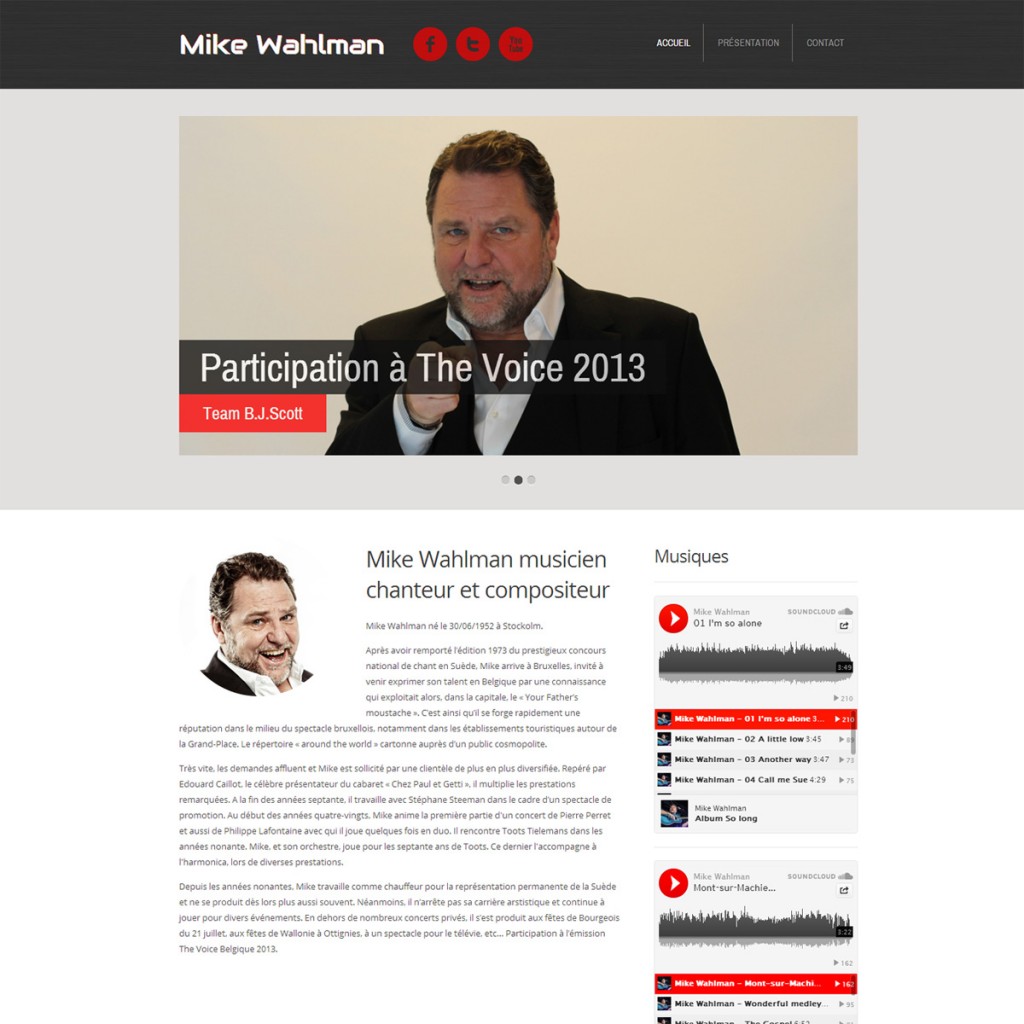 Mike Wahlman
You Tube
ACCUEIL
PRÉSENTATION
CONTACT
Participation à The Voice 2013
Team B.J.Scott
Mike Wahlman musicien
chanteur et compositeur
Mike Wahlman né le 30/06/1952 à Stockolm.
Après avoir remporté l'édition 1973 du prestigieux concours
national de chant en Suède, Mike arrive à Bruxelles, invité à
venir exprimer son talent en Belgique par une connaissance
qui exploitait alors, dans la capitale, le « Your Father's
moustache ». C'est ainsi qu'il se forge rapidement une
réputation dans le milieu du spectacle bruxellois, notamment dans les établissements touristiques autour de
la Grand-Place. Le répertoire « around the world » cartonne auprès d'un public cosmopolite.
Très vite, les demandes affluent et Mike est sollicité par une clientèle de plus en plus diversifiée. Repéré par
Edouard Caillot, le célèbre présentateur du cabaret « Chez Paul et Getti », il multiplie les prestations
remarquées. A la fin des années septante, il travaille avec Stéphane Steeman dans le cadre d'un spectacle de
promotion. Au début des années quatre-vingts, Mike anime la première partie d'un concert de Pierre Perret
et aussi de Philippe Lafontaine avec qui il joue quelques fois en duo. Il rencontre Toots Tielemans dans les
années nonante. Mike, et son orchestre, joue pour les septante ans de Toots. Ce dernier l'accompagne à
l'harmonica, lors de diverses prestations.
Depuis les années nonantes, Mike travaille comme chauffeur pour la représentation permanente de la Suède
et ne se produit dès lors plus aussi souvent. Néanmoins, il n'arrête pas sa carrière arstistique et continue à
jouer pour divers événements. En dehors de nombreux concerts privés, il s'est produit aux fêtes de Bourgeois
du 21 juillet, aux fêtes de Wallonie à Ottignies, à un spectacle pour le télévie, etc... Participation à l'émission
The Voice Belgique 2013.
Musiques
Mike Wahlman
SOUNDCLOUD
01 I'm so alone
3:49
210
Mike Wahlman - 01 I'm so alone 3... 210
Mike Wahlman - 02 A little low 3:45
Mike Wahlman - 03 Another way 3:47 73
Mike Wahlman - 04 Call me Sue 4:29 75
Mike Wahlman
Album So long
Mike Wahlman
SOUNDCLOUD
Mont-sur-Machie...
3:22
162
Mike Wahlman - Mont-sur-Machi... 162
Mike Wahlman - Wonderful medley... 95
Mike Wahlman - The Gospel 5:52